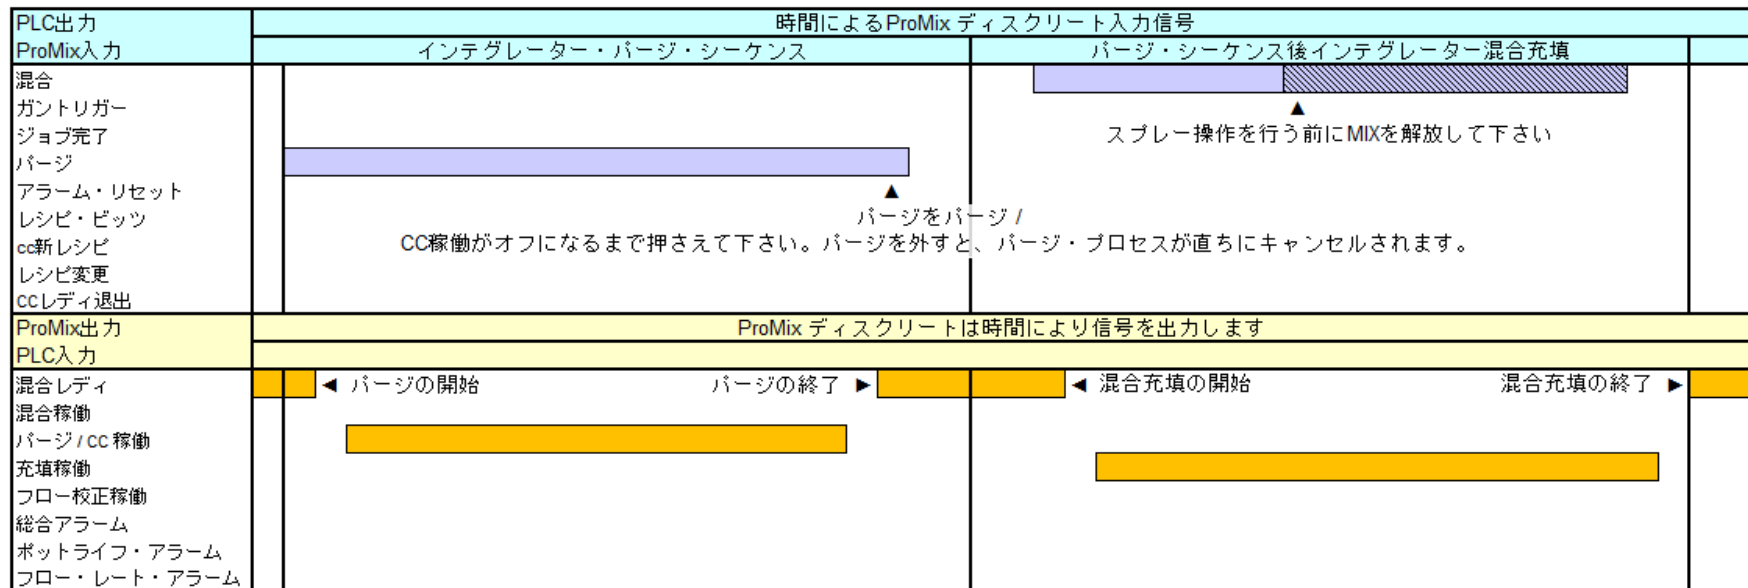 PLC出力
時間によるProMix ディスクリート入力信号
ProMix入力
インテグレーター・パージ・シーケンス
パージ・シーケンス後インテグレーター混合充填
混合
ガントリガー
ジョブ完了
スプレー操作を行う前にMIXを解放して下さい
パージ
アラーム・リセット
レシピ・ビッツ
パージをパージ /
cc新レシピ
CC稼働がオフになるまで押さえて下さい。パージを外すと、パージ・プロセスが直ちにキャンセルされます。
レシピ変更
CCレディ退出
ProMix出力
ProMix ディスクリートは時間により信号を出力します
PLC入力
混合レディ
◄ パージの開始
パージの終了 ►
◄ 混合充填の開始
混合充填の終了 ►
混合稼働
パージ / CC 稼働
充填稼働
フロー校正稼働
総合アラーム
ポットライフ・アラーム
フロー・レート・アラーム